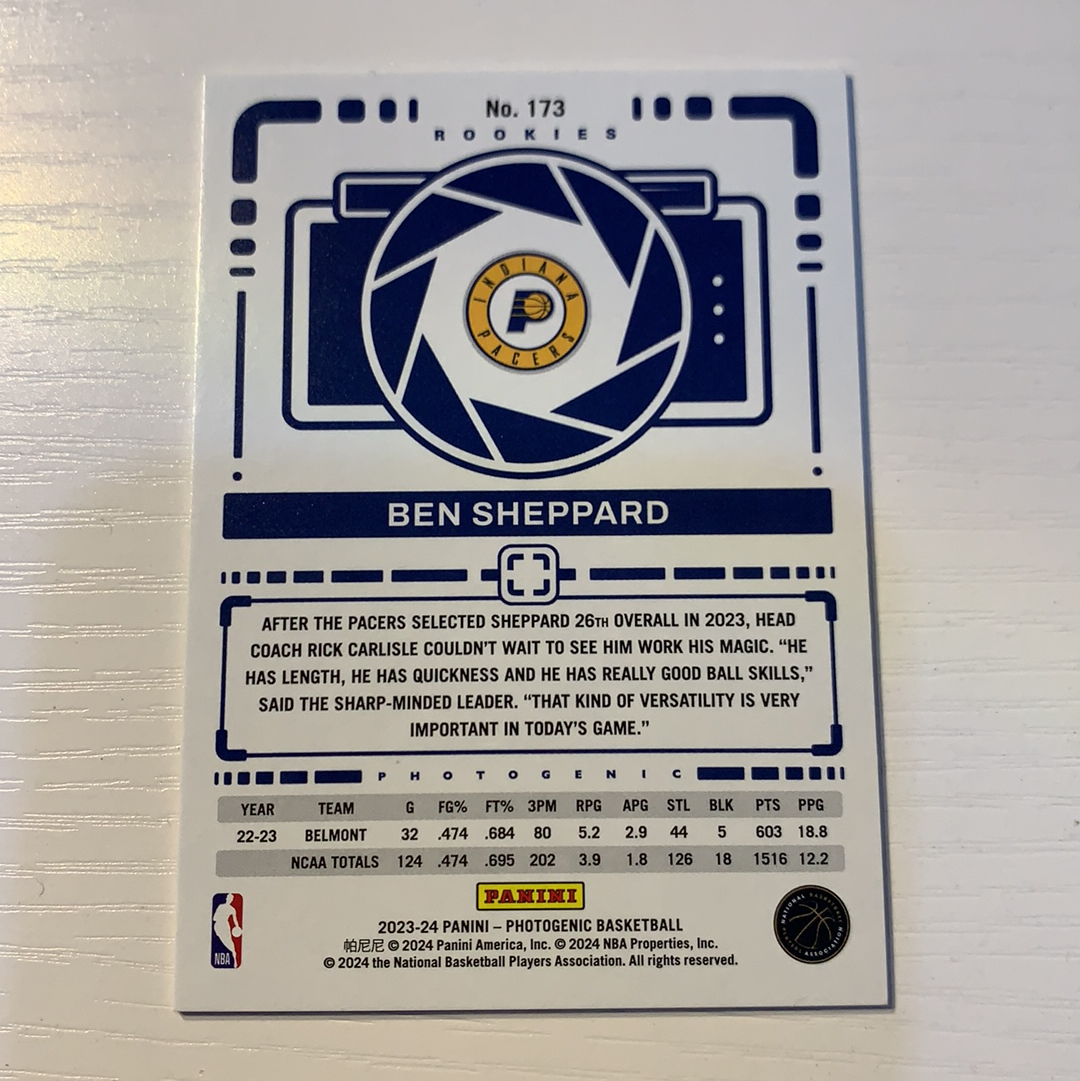 No. 173
ROOKIES
INDIANA
PACERS
BEN SHEPPARD
AFTER THE PACERS SELECTED SHEPPARD 26TH OVERALL IN 2023, HEAD
COACH RICK CARLISLE COULDN'T WAIT TO SEE HIM WORK HIS MAGIC. “HE
HAS LENGTH, HE HAS QUICKNESS AND HE HAS REALLY GOOD BALL SKILLS,”
SAID THE SHARP-MINDED LEADER. “THAT KIND OF VERSATILITY IS VERY
IMPORTANT IN TODAY'S GAME.”
PHOTOGENIC
YEAR TEAM G FG% FT% 3PM RPG APG STL BLK PTS PPG
22-23 BELMONT 32 .474 .684 80 5.2 2.9 44 5 603 18.8
NCAA TOTALS 124 .474 .695 202 3.9 1.8 126 18 1516 12.2
PANINI
2023-24 PANINI – PHOTOGENIC BASKETBALL
帕尼尼 © 2024 Panini America, Inc. © 2024 NBA Properties, Inc.
© 2024 the National Basketball Players Association. All rights reserved.
NBA
NATIONAL BASKETBALL
PLAYERS ASSOCIATION